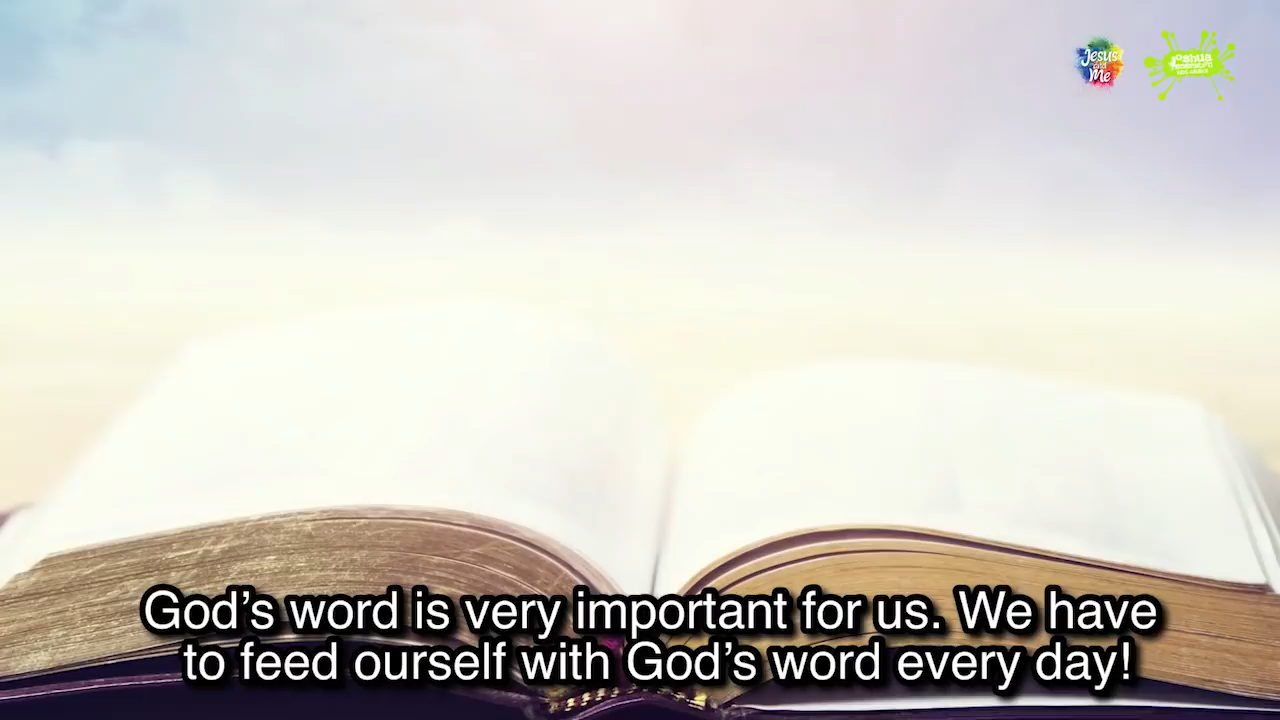 Jesus
and
Me
God's word is very important for us. We have
to feed ourself with God's word every day!